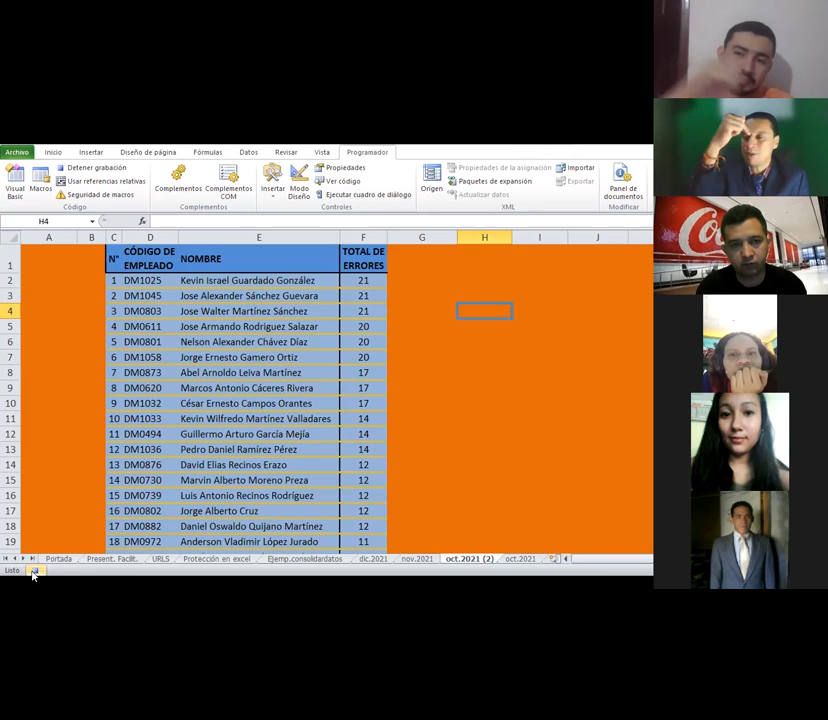 Archivo Inicio Insertar Diseño de página Fórmulas Datos Revisar Vista Programador
Visual Basic
Macros
Detener grabación
Usar referencias relativas
Seguridad de macros
Código
Complementos
Complementos COM
Complementos
Insertar
Modo Diseño
Propiedades
Ver código
Ejecutar cuadro de diálogo
Controles
Origen
Propiedades de la asignación
Paquetes de expansión
Actualizar datos
Importar
Exportar
XML
Panel de documentos
Modificar
H4 fx
A B C D E F G H I J
1 N° CÓDIGO DE EMPLEADO NOMBRE TOTAL DE ERRORES
2 1 DM1025 Kevin Israel Guardado González 21
3 2 DM1045 Jose Alexander Sánchez Guevara 21
4 3 DM0803 Jose Walter Martínez Sánchez 21
5 4 DM0611 Jose Armando Rodriguez Salazar 20
6 5 DM0801 Nelson Alexander Chávez Díaz 20
7 6 DM1058 Jorge Ernesto Gamero Ortiz 20
8 7 DM0873 Abel Arnoldo Leiva Martínez 17
9 8 DM0620 Marcos Antonio Cáceres Rivera 17
10 9 DM1032 César Ernesto Campos Orantes 17
11 10 DM1033 Kevin Wilfredo Martínez Valladares 14
12 11 DM0494 Guillermo Arturo García Mejía 14
13 12 DM1036 Pedro Daniel Ramírez Pérez 14
14 13 DM0876 David Elias Recinos Erazo 12
15 14 DM0730 Marvin Alberto Moreno Preza 12
16 15 DM0739 Luis Antonio Recinos Rodríguez 12
17 16 DM0802 Jorge Alberto Cruz 12
18 17 DM0882 Daniel Oswaldo Quijano Martínez 12
19 18 DM0972 Anderson Vladimir López Jurado 11
Portada Present. Facilit. URLS Protección en excel Ejemp.consolidardatos dic.2021 nov.2021 oct.2021 (2) oct.2021
Listo